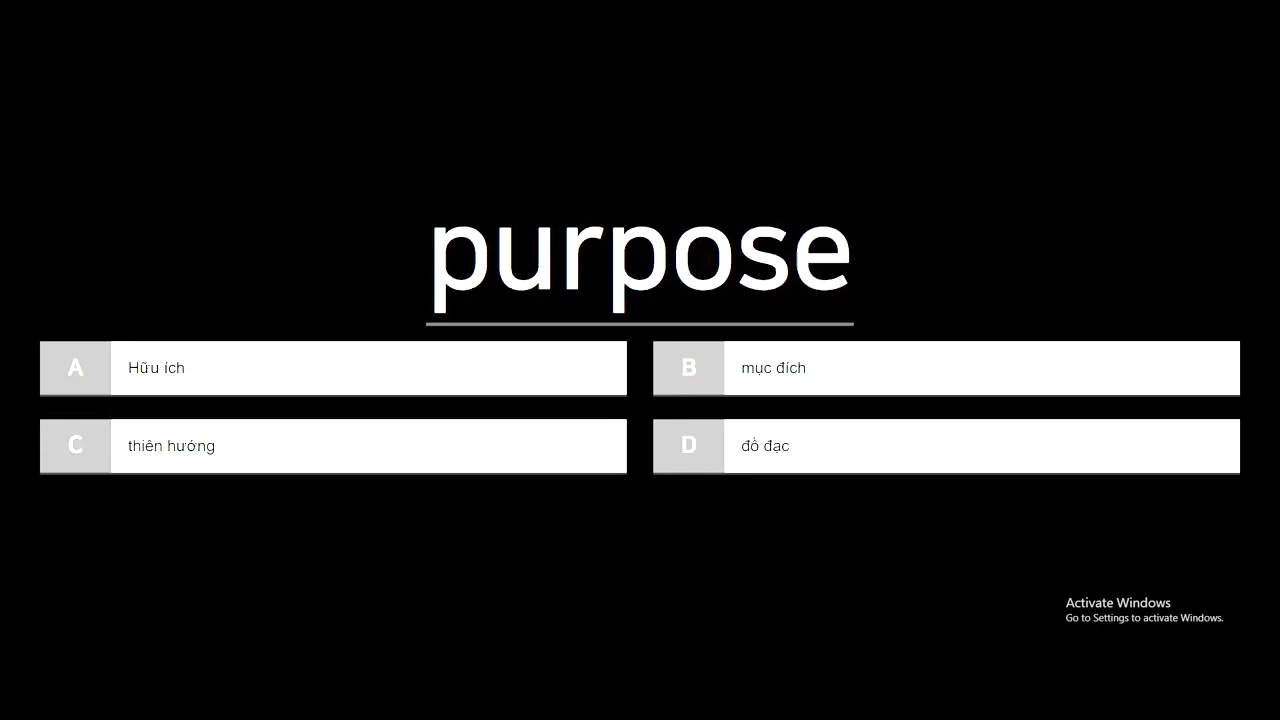 purpose
A Hữu ích
B mục đích
C thiên hướng
D đồ đạc
Activate Windows
Go to Settings to activate Windows.